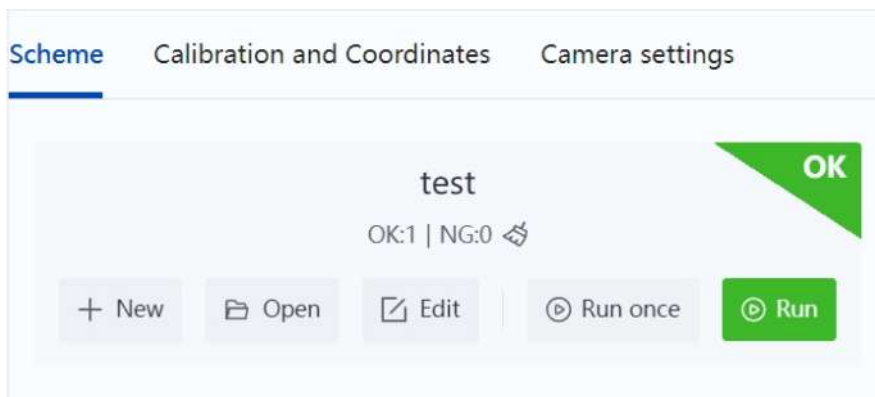 Scheme Calibration and Coordinates Camera settings
OK
test
OK:1 | NG:0
New Open Edit Run once Run